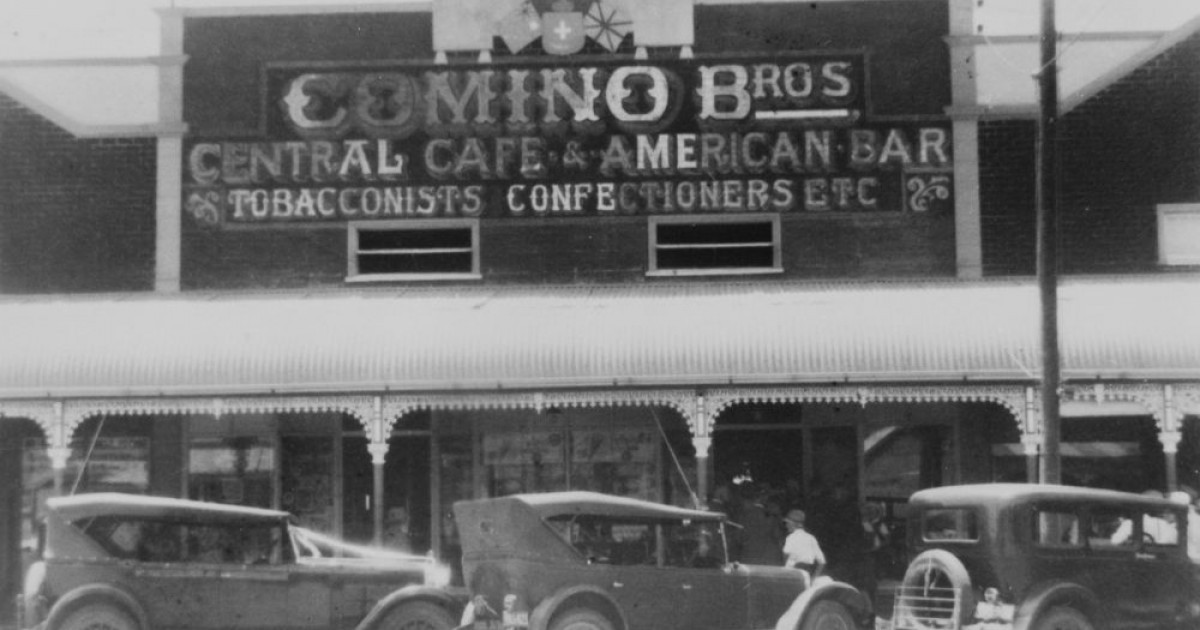 COMINO BROS
CENTRAL CAFE & AMERICAN BAR
TOBACCONISTS CONFECTIONERS ETC